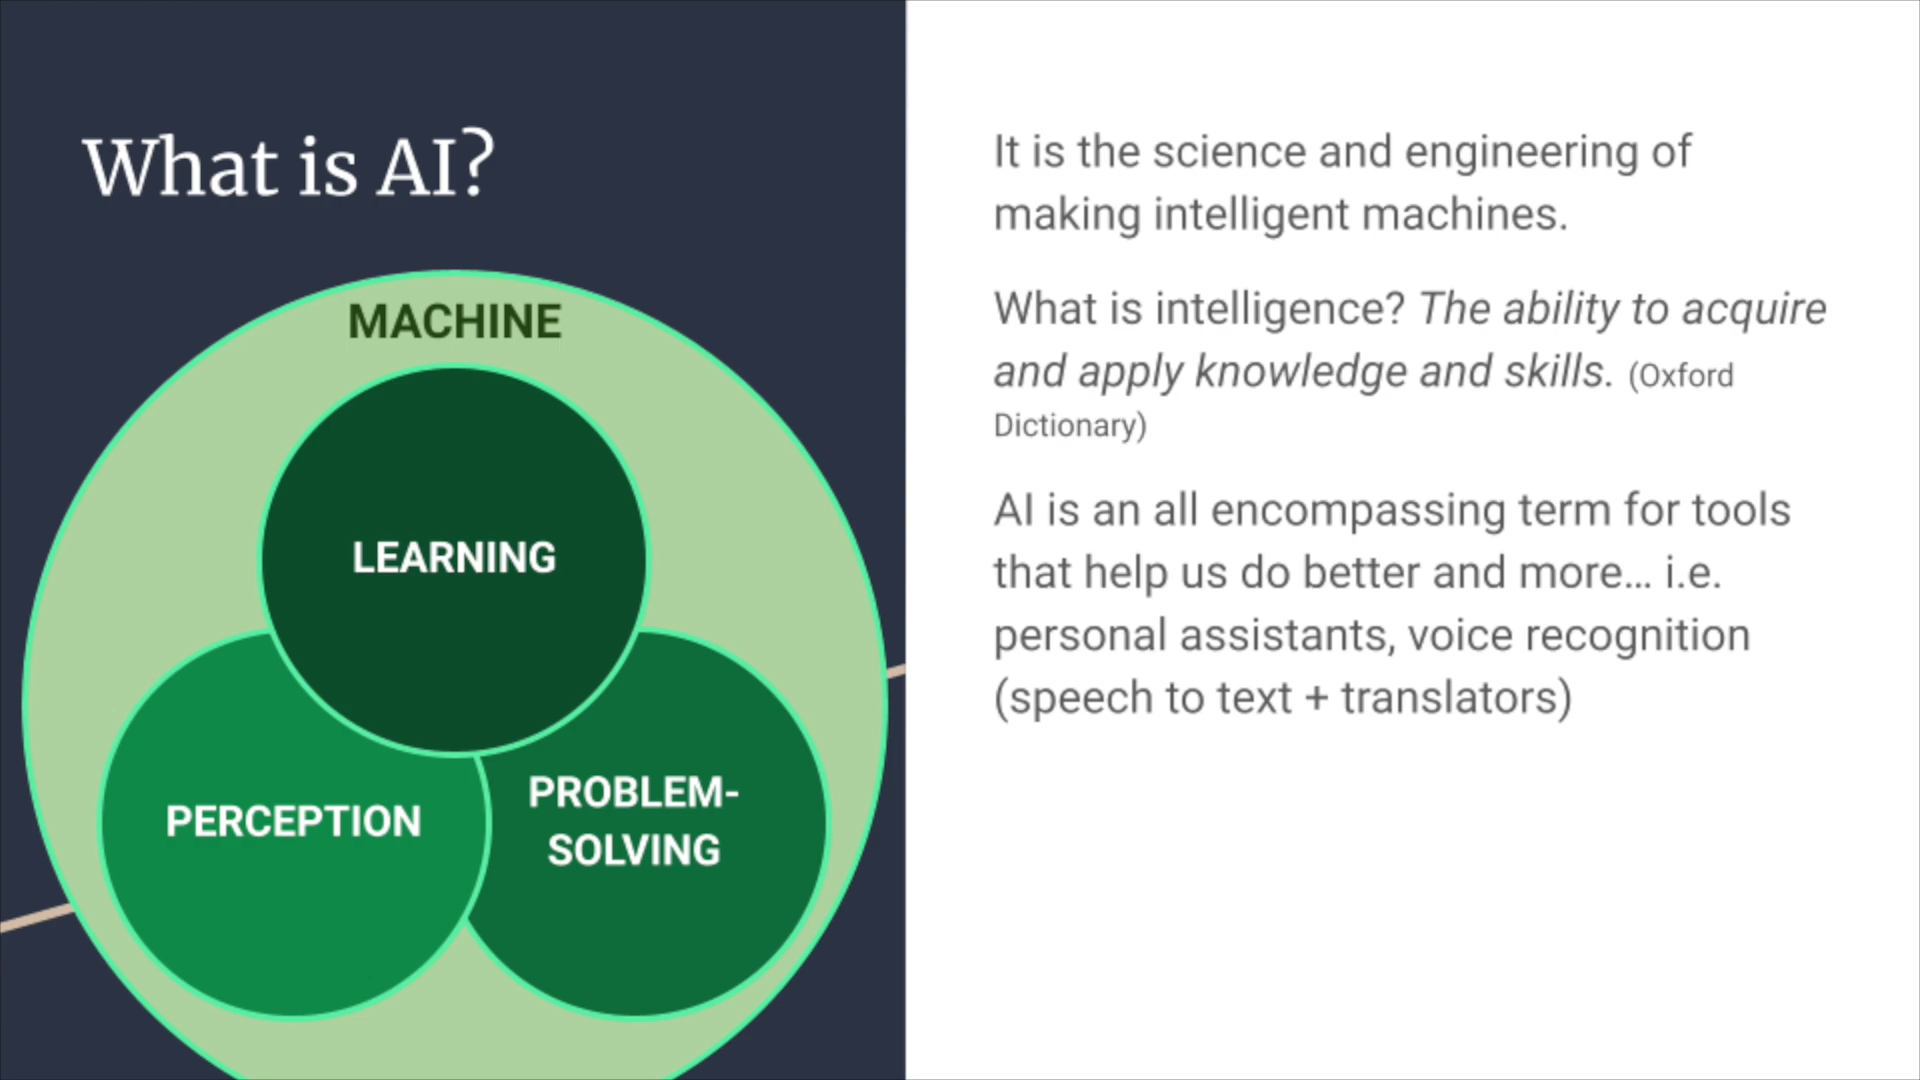 What is AI?
MACHINE
LEARNING
PERCEPTION
PROBLEM-
SOLVING
It is the science and engineering of
making intelligent machines.
What is intelligence? The ability to acquire
and apply knowledge and skills. (Oxford
Dictionary)
AI is an all encompassing term for tools
that help us do better and more... i.e.
personal assistants, voice recognition
(speech to text + translators)